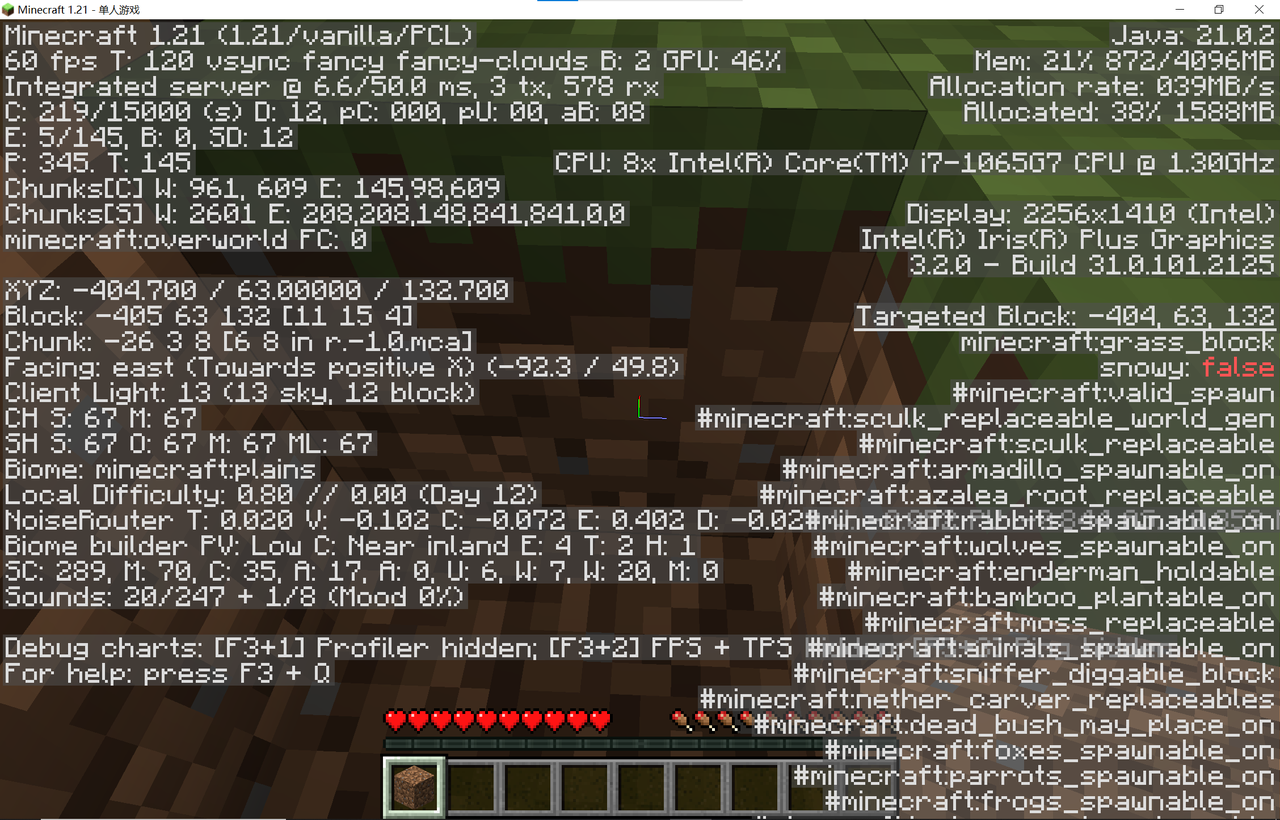 Minecraft 1.21 - 单人游戏
Minecraft 1.21 (1.21/vanilla/PCL)
60 fps T: 120 vsync fancy fancy-clouds B: 2 GPU: 46%
Integrated server @ 6.6/50.0 ms, 3 tx, 578 rx
C: 219/15000 (s) D: 12, pC: 000, pU: 00, aB: 08
E: 5/145, B: 0, SD: 12
P: 345. T: 145
Chunks[C] W: 961, 609 E: 145,98,609
Chunks[S] W: 2601 E: 208,208,148,841,841,0,0
minecraft:overworld FC: 0
XYZ: -404.700 / 63.00000 / 132.700
Block: -405 63 132 [11 15 4]
Chunk: -26 3 8 [6 8 in r.-1.0.mca]
Facing: east (Towards positive X) (-92.3 / 49.8)
Client Light: 13 (13 sky, 12 block)
CH S: 67 M: 67
SH S: 67 O: 67 M: 67 ML: 67
Biome: minecraft:plains
Local Difficulty: 0.80 // 0.00 (Day 12)
NoiseRouter T: 0.020 V: -0.102 C: -0.072 E: 0.402 D: -0.02
Biome builder PV: Low C: Near inland E: 4 T: 2 H: 1
SC: 289, M: 70, C: 35, A: 17, A: 0, U: 6, W: 7, W: 20, M: 0
Sounds: 20/247 + 1/8 (Mood 0%)
Debug charts: [F3+1] Profiler hidden; [F3+2] FPS + TPS
For help: press F3 + Q
Java: 21.0.2
Mem: 21% 872/4096MB
Allocation rate: 039MB/s
Allocated: 38% 1588MB
CPU: 8x Intel(R) Core(TM) i7-1065G7 CPU @ 1.30GHz
Display: 2256x1410 (Intel)
Intel(R) Iris(R) Plus Graphics
3.2.0 - Build 31.0.101.2125
Targeted Block: -404, 63, 132
minecraft:grass_block
snowy: false
#minecraft:valid_spawn
#minecraft:sculk_replaceable_world_gen
#minecraft:sculk_replaceable
#minecraft:armadillo_spawnable_on
#minecraft:azalea_root_replaceable
#minecraft:rabbits_spawnable_on
#minecraft:wolves_spawnable_on
#minecraft:enderman_holdable
#minecraft:bamboo_plantable_on
#minecraft:moss_replaceable
#minecraft:animals_spawnable_on
#minecraft:sniffer_diggable_block
#minecraft:nether_carver_replaceables
#minecraft:dead_bush_may_place_on
#minecraft:foxes_spawnable_on
#minecraft:parrots_spawnable_on
#minecraft:frogs_spawnable_on